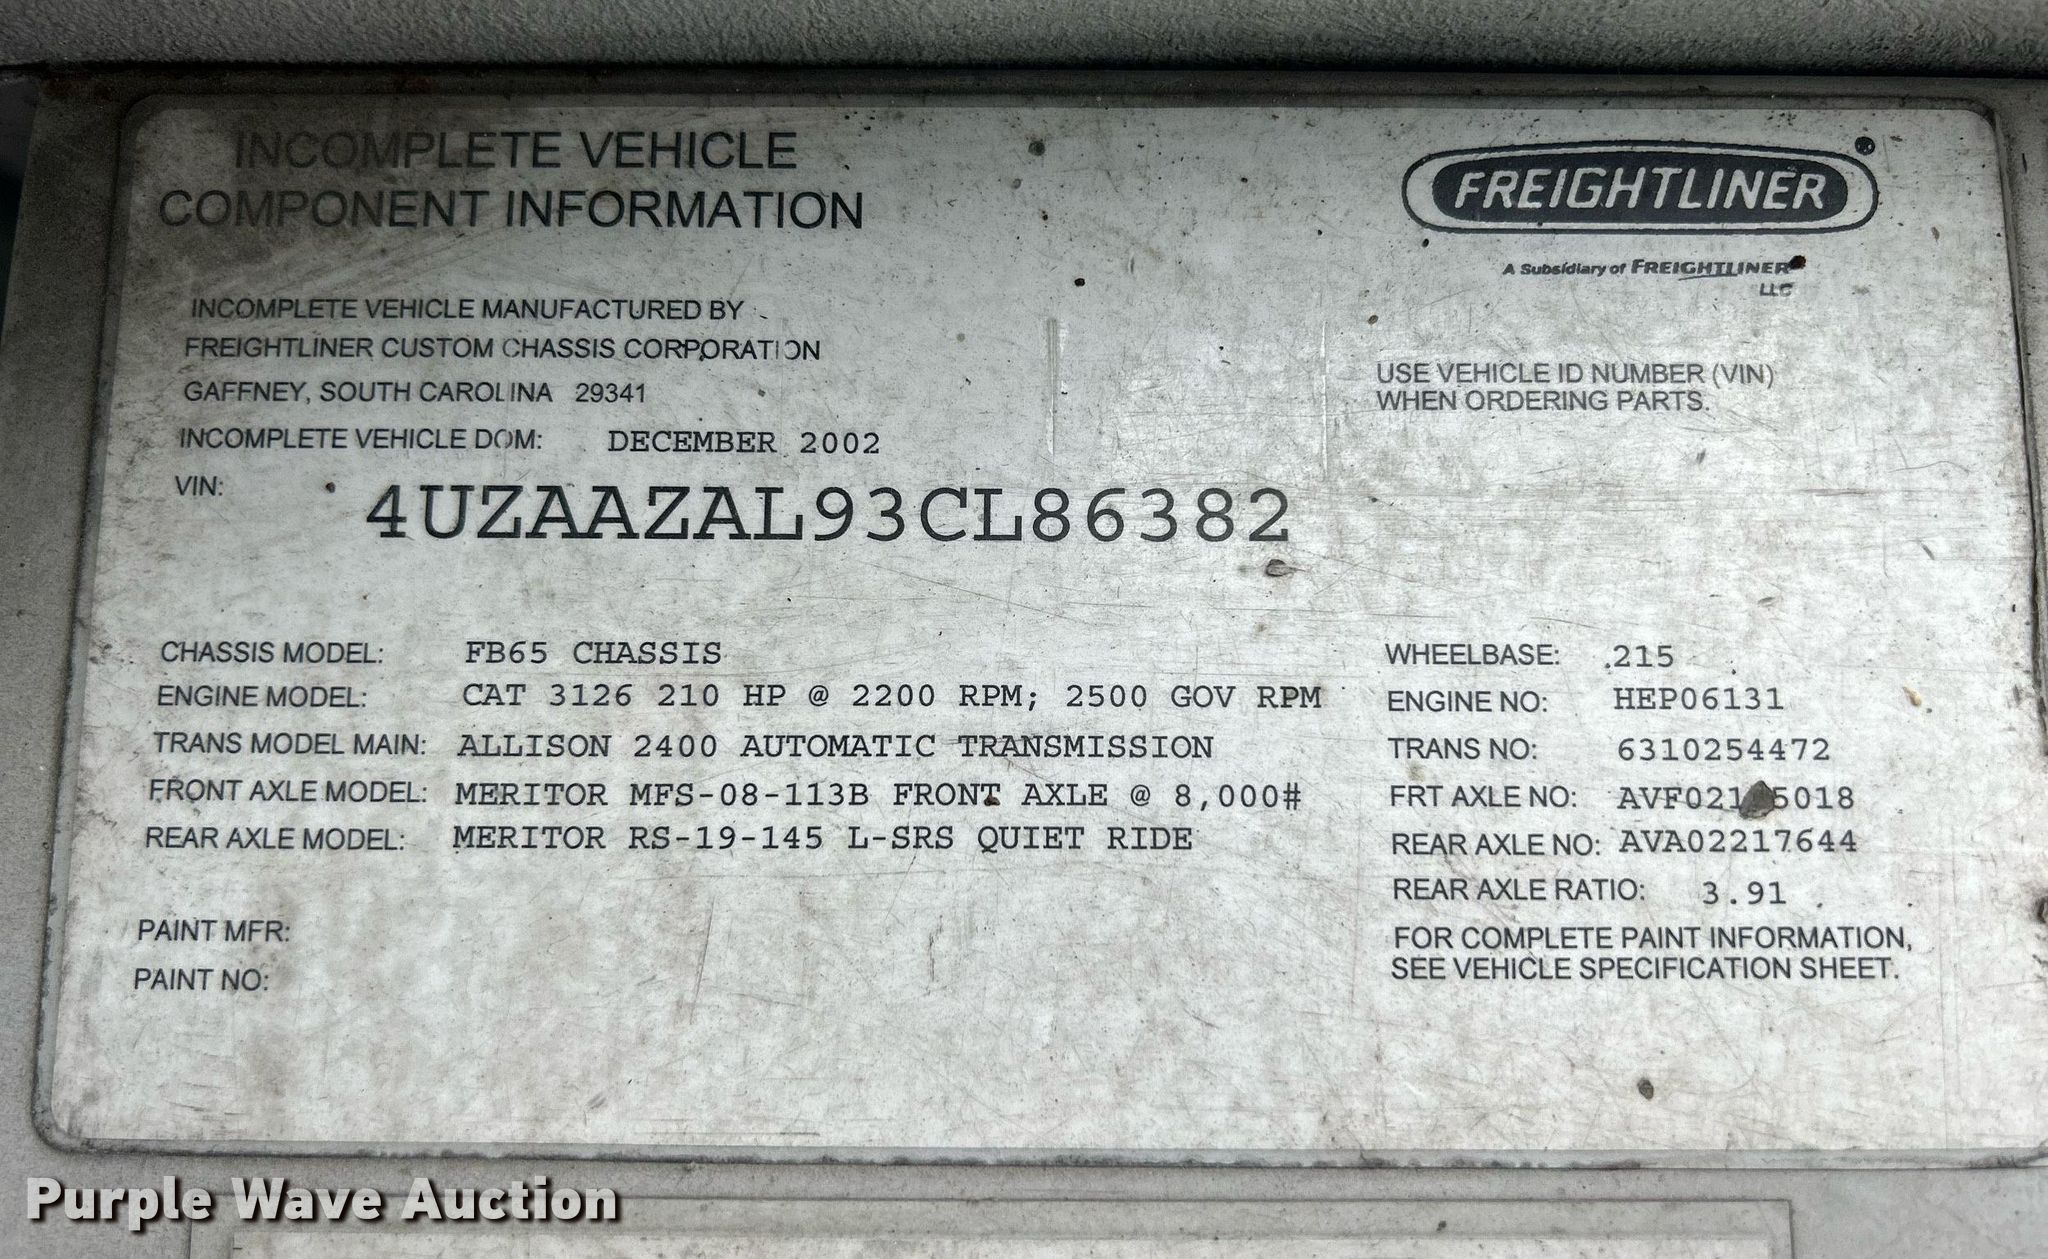 INCOMPLETE VEHICLE
COMPONENT INFORMATION
FREIGHTLINER®
A Subsidiary of FREIGHTLINER
LLC
INCOMPLETE VEHICLE MANUFACTURED BY
FREIGHTLINER CUSTOM CHASSIS CORPORATION
GAFFNEY, SOUTH CAROLINA 29341
INCOMPLETE VEHICLE DOM: DECEMBER 2002
USE VEHICLE ID NUMBER (VIN)
WHEN ORDERING PARTS.
VIN: 4UZAAZAL93CL86382
CHASSIS MODEL: FB65 CHASSIS
ENGINE MODEL: CAT 3126 210 HP @ 2200 RPM; 2500 GOV RPM
TRANS MODEL MAIN: ALLISON 2400 AUTOMATIC TRANSMISSION
FRONT AXLE MODEL: MERITOR MFS-08-113B FRONT AXLE @ 8,000#
REAR AXLE MODEL: MERITOR RS-19-145 L-SRS QUIET RIDE
PAINT MFR:
PAINT NO:
WHEELBASE: 215
ENGINE NO: HEP06131
TRANS NO: 6310254472
FRT AXLE NO:
REAR AXLE NO: AVA02217644
REAR AXLE RATIO: 3.91
FOR COMPLETE PAINT INFORMATION,
SEE VEHICLE SPECIFICATION SHEET.
Purple Wave Auction